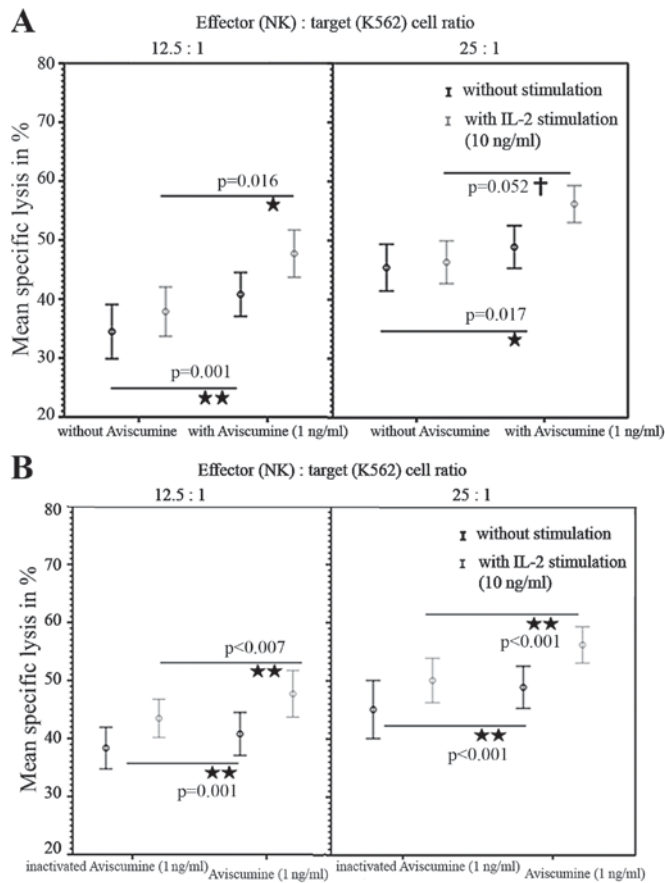 A
Effector (NK) : target (K562) cell ratio
12.5 : 1
25 : 1
Mean specific lysis in %
80
70
60
50
40
30
20
without stimulation
with IL-2 stimulation
(10 ng/ml)
p=0.016
★
p=0.001
★★
p=0.052 †
p=0.017
★
without Aviscumine
with Aviscumine (1 ng/ml)
without Aviscumine
with Aviscumine (1 ng/ml)
B
Effector (NK) : target (K562) cell ratio
12.5 : 1
25 : 1
Mean specific lysis in %
80
70
60
50
40
30
20
without stimulation
with IL-2 stimulation
(10 ng/ml)
p<0.007
★★
p=0.001
★★
★★
p<0.001
★★
p<0.001
inactivated Aviscumine (1 ng/ml)
Aviscumine (1 ng/ml)
inactivated Aviscumine (1 ng/ml)
Aviscumine (1 ng/ml)